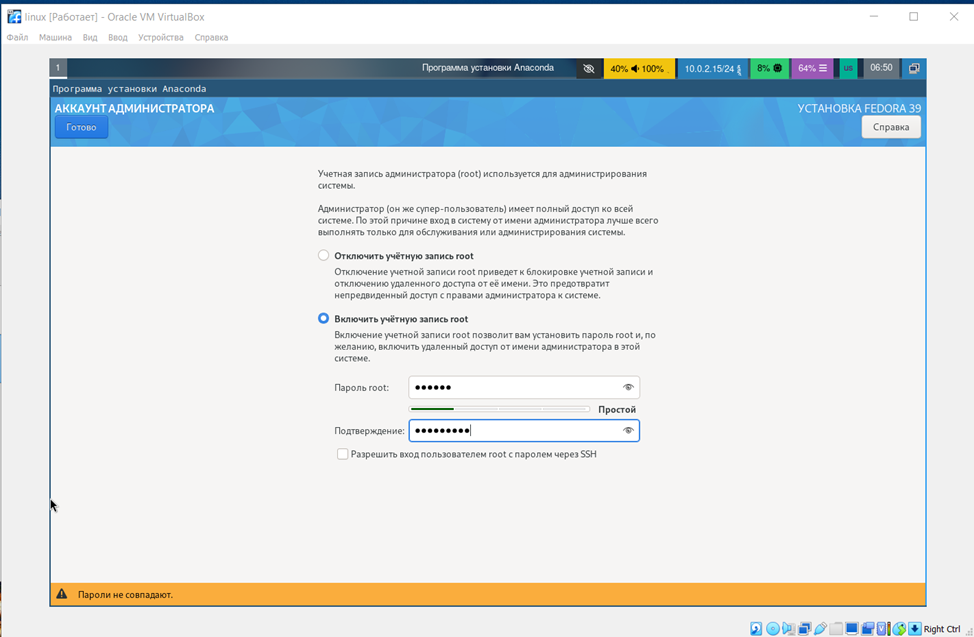 linux [Работает] - Oracle VM VirtualBox
Файл Машина Вид Ввод Устройства Справка
1 Программа установки Anaconda 40% 100% 10.0.2.15/24 8% 64% us 06:50
Программа установки Anaconda
АККАУНТ АДМИНИСТРАТОРА УСТАНОВКА FEDORA 39
Готово Справка
Учетная запись администратора (root) используется для администрирования
системы.
Администратор (он же супер-пользователь) имеет полный доступ ко всей
системе. По этой причине вход в систему от имени администратора лучше всего
выполнять только для обслуживания или администрирования системы.
Отключить учётную запись root
Отключение учетной записи root приведет к блокировке учетной записи и
отключению удаленного доступа от её имени. Это предотвратит
непредвиденный доступ с правами администратора к системе.
Включить учётную запись root
Включение учетной записи root позволит вам установить пароль root и, по
желанию, включить удаленный доступ от имени администратора в этой
системе.
Пароль root: ●●●●●●
Простой
Подтверждение: ●●●●●●●●●
Разрешить вход пользователем root с паролем через SSH
Пароли не совпадают.
Right Ctrl